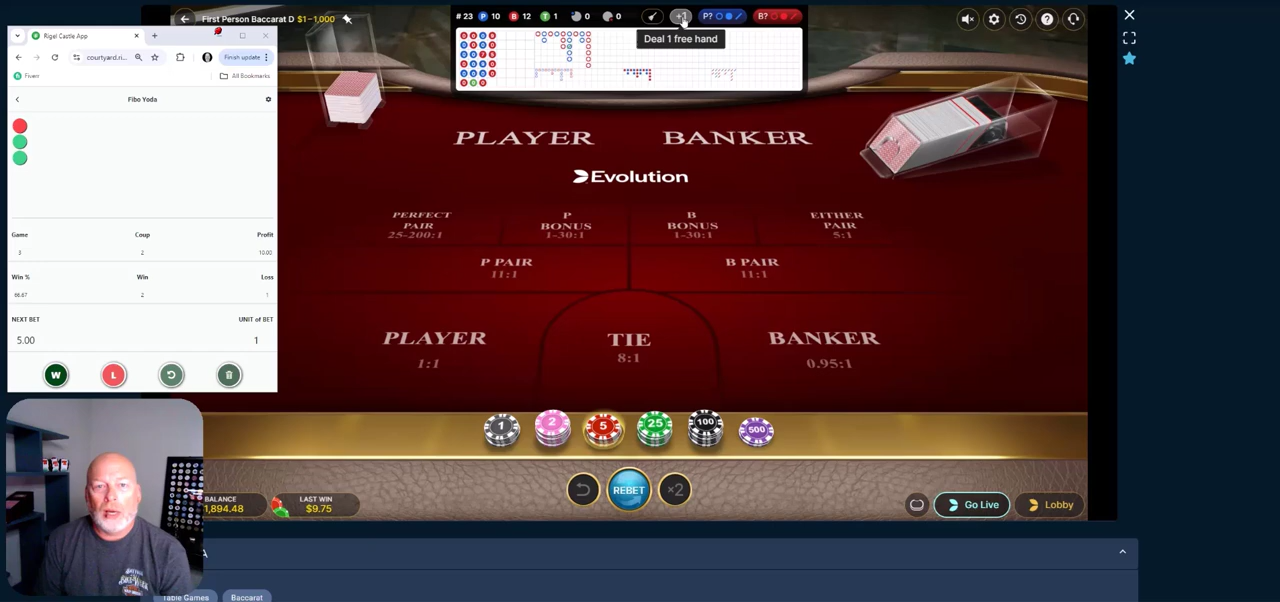 First Person Baccarat D $1–1,000
# 23 P 10 B 12 T 1 0 0 +1 P? B?
Deal 1 free hand
Rigel Castle App
courtyard.ri...
Finish update
Fiverr
All Bookmarks
Fibo Yoda
Game Coup Profit
3 2 10.00
Win % Win Loss
66.67 2 1
NEXT BET UNIT of BET
5.00 1
W L
PLAYER BANKER
Evolution
PERFECT PAIR
25-200:1
P BONUS
1-30:1
B BONUS
1-30:1
EITHER PAIR
5:1
P PAIR
11:1
B PAIR
11:1
PLAYER
1:1
TIE
8:1
BANKER
0.95:1
1 2 5 25 100 500
REBET ×2
BALANCE
1,894.48
LAST WIN
$9.75
Go Live
Lobby
A
Table Games Baccarat